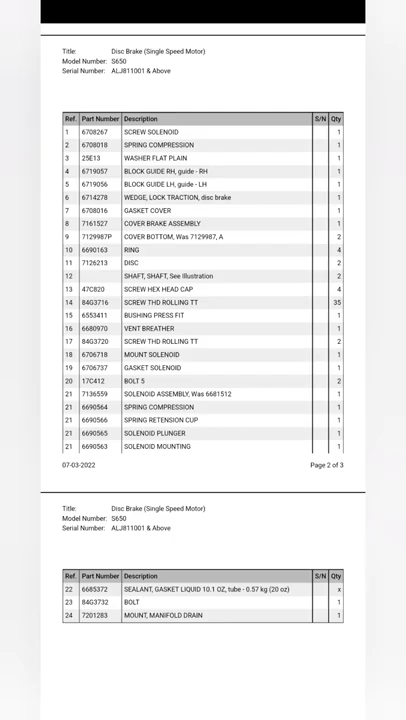 Title: Disc Brake (Single Speed Motor)
Model Number: S650
Serial Number: ALJ811001 & Above
Ref. Part Number Description S/N Qty
1 6708267 SCREW SOLENOID 1
2 6708018 SPRING COMPRESSION 1
3 25E13 WASHER FLAT PLAIN 1
4 6719057 BLOCK GUIDE RH, guide - RH 1
5 6719056 BLOCK GUIDE LH, guide - LH 1
6 6714278 WEDGE, LOCK TRACTION, disc brake 1
7 6708016 GASKET COVER 1
8 7161527 COVER BRAKE ASSEMBLY 1
9 7129987P COVER BOTTOM, Was 7129987, A 2
10 6690163 RING 4
11 7126213 DISC 2
12 SHAFT, SHAFT, See Illustration 2
13 47C820 SCREW HEX HEAD CAP 4
14 84G3716 SCREW THD ROLLING TT 35
15 6553411 BUSHING PRESS FIT 1
16 6680970 VENT BREATHER 1
17 84G3720 SCREW THD ROLLING TT 2
18 6706718 MOUNT SOLENOID 1
19 6706737 GASKET SOLENOID 1
20 17C412 BOLT 5 2
21 7136559 SOLENOID ASSEMBLY, Was 6681512 1
21 6690564 SPRING COMPRESSION 1
21 6690566 SPRING RETENSION CUP 1
21 6690565 SOLENOID PLUNGER 1
21 6690563 SOLENOID MOUNTING 1
07-03-2022 Page 2 of 3
Title: Disc Brake (Single Speed Motor)
Model Number: S650
Serial Number: ALJ811001 & Above
Ref. Part Number Description S/N Qty
22 6685372 SEALANT, GASKET LIQUID 10.1 OZ, tube - 0.57 kg (20 oz) x
23 84G3732 BOLT 1
24 7201283 MOUNT, MANIFOLD DRAIN 1